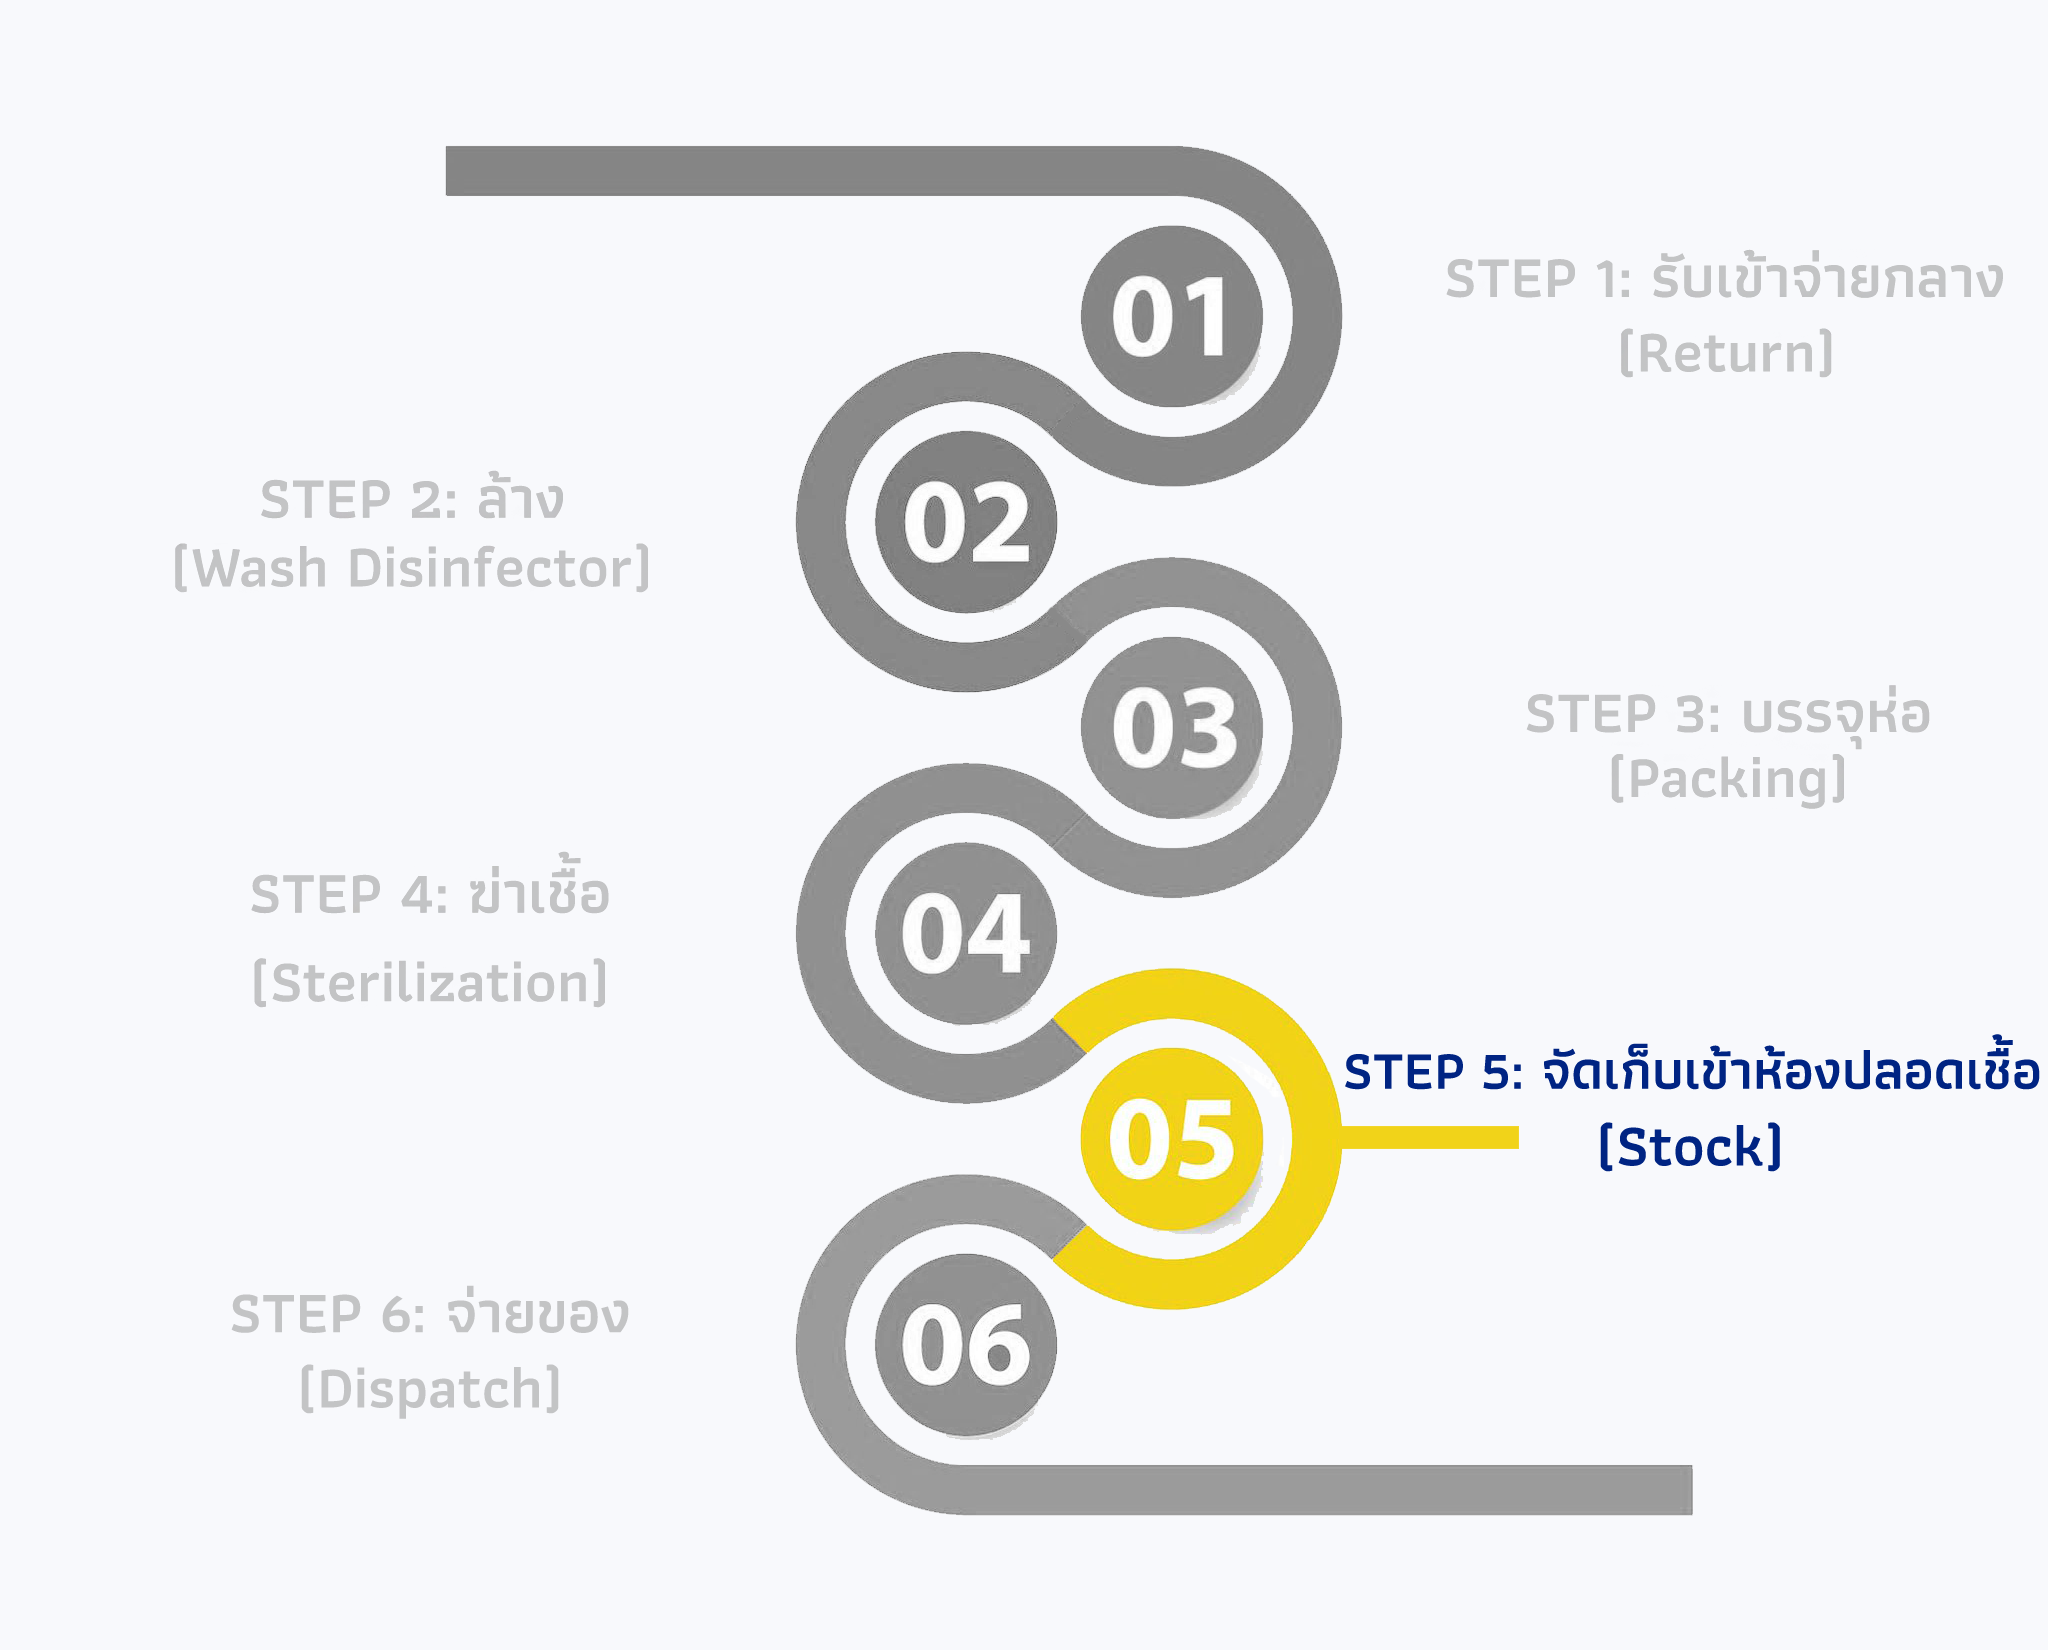 01
STEP 1: รับเข้าจ่ายกลาง
(Return)
02
STEP 2: ล้าง
(Wash Disinfector)
03
STEP 3: บรรจุห่อ
(Packing)
04
STEP 4: ฆ่าเชื้อ
(Sterilization)
05
STEP 5: จัดเก็บเข้าห้องปลอดเชื้อ
(Stock)
06
STEP 6: จ่ายของ
(Dispatch)